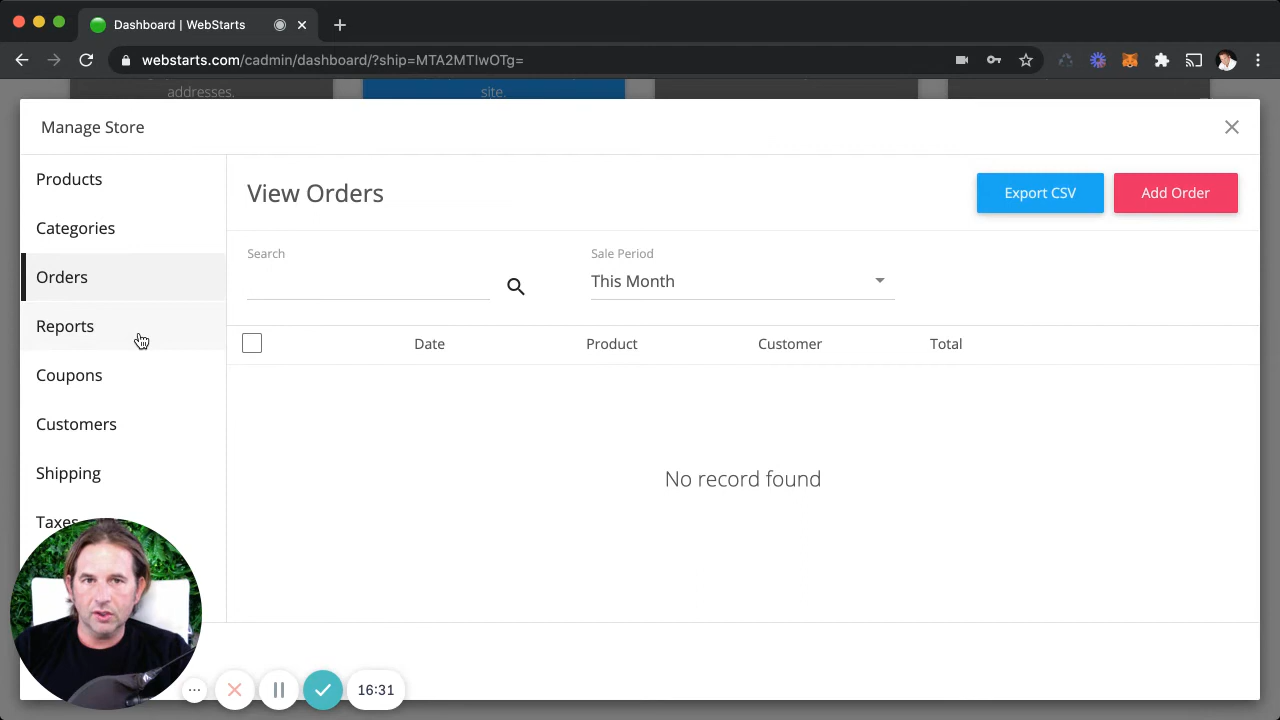 Dashboard | WebStarts
webstarts.com/cadmin/dashboard/?ship=MTA2MTIwOTg=
addresses.
site.
Manage Store
Products
Categories
Orders
Reports
Coupons
Customers
Shipping
Taxes
View Orders
Export CSV
Add Order
Search
Sale Period
This Month
Date Product Customer Total
No record found
16:31